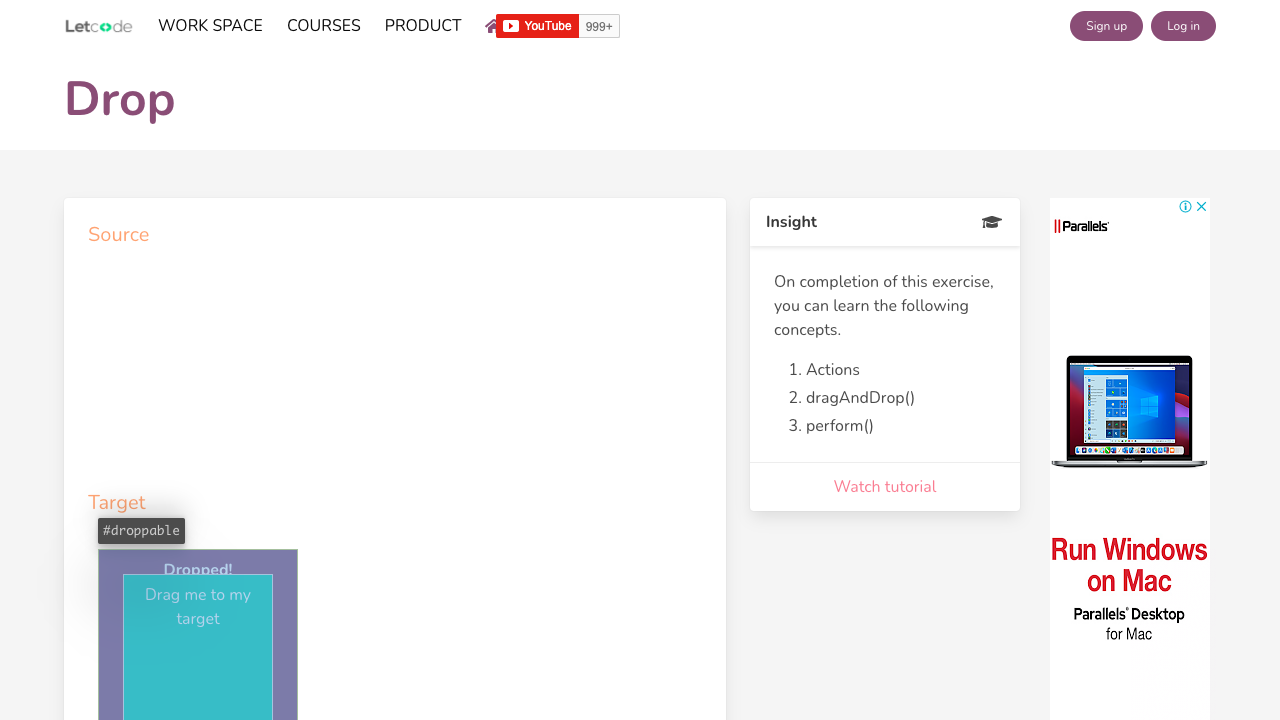 Letcode
WORK SPACE
COURSES
PRODUCT
YouTube
999+
Sign up
Log in
Drop
Source
Target
#droppable
Dropped!
Drag me to my
target
Insight
On completion of this exercise,
you can learn the following
concepts.
1. Actions
2. dragAndDrop()
3. perform()
Watch tutorial
Parallels®
Run Windows
on Mac
Parallels® Desktop
for Mac